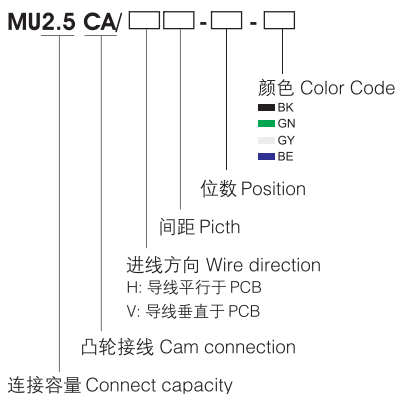 MU2.5 CA/ - -
颜色 Color Code
BK
GN
GY
BE
位数 Position
间距 Picth
进线方向 Wire direction
H: 导线平行于 PCB
V: 导线垂直于 PCB
凸轮接线 Cam connection
连接容量 Connect capacity